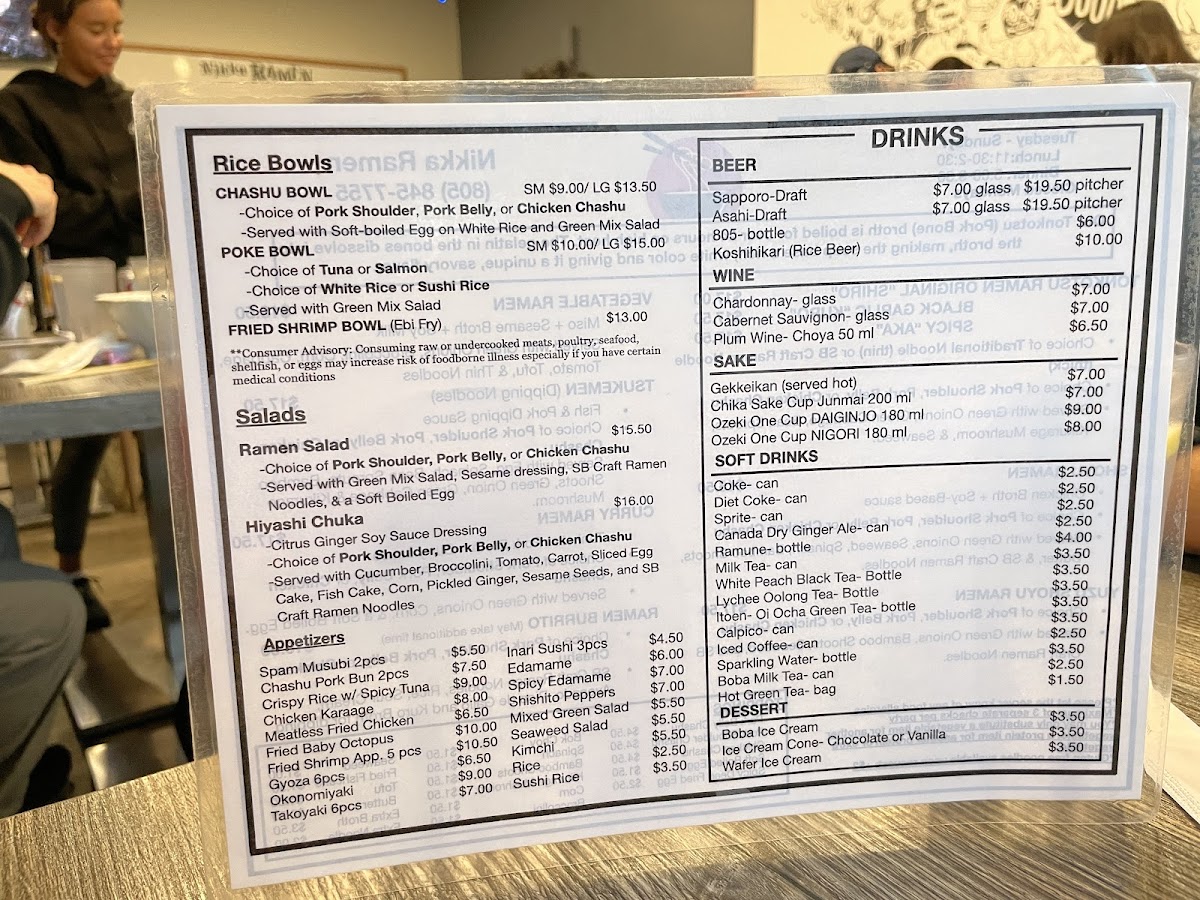 Nikka RAMEN
Rice Bowls
CHASHU BOWL SM $9.00/ LG $13.50
-Choice of Pork Shoulder, Pork Belly, or Chicken Chashu
-Served with Soft-boiled Egg on White Rice and Green Mix Salad
POKE BOWL SM $10.00/ LG $15.00
-Choice of Tuna or Salmon
-Choice of White Rice or Sushi Rice
-Served with Green Mix Salad
FRIED SHRIMP BOWL (Ebi Fry) $13.00
**Consumer Advisory: Consuming raw or undercooked meats, poultry, seafood,
shellfish, or eggs may increase risk of foodborne illness especially if you have certain
medical conditions
Salads
Ramen Salad $15.50
-Choice of Pork Shoulder, Pork Belly, or Chicken Chashu
-Served with Green Mix Salad, Sesame dressing, SB Craft Ramen
Noodles, & a Soft Boiled Egg
Hiyashi Chuka $16.00
-Citrus Ginger Soy Sauce Dressing
-Choice of Pork Shoulder, Pork Belly, or Chicken Chashu
-Served with Cucumber, Broccolini, Tomato, Carrot, Sliced Egg
Cake, Fish Cake, Corn, Pickled Ginger, Sesame Seeds, and SB
Craft Ramen Noodles
Appetizers
Spam Musubi 2pcs $5.50
Chashu Pork Bun 2pcs $7.50
Crispy Rice w/ Spicy Tuna $9.00
Chicken Karaage $8.00
Meatless Fried Chicken $6.50
Fried Baby Octopus $10.00
Fried Shrimp App. 5 pcs $10.50
Gyoza 6pcs $6.50
Okonomiyaki $9.00
Takoyaki 6pcs $7.00
Inari Sushi 3pcs $4.50
Edamame $6.00
Spicy Edamame $7.00
Shishito Peppers $7.00
Mixed Green Salad $5.50
Seaweed Salad $5.50
Kimchi $5.50
Rice $2.50
Sushi Rice $3.50
DRINKS
BEER
Sapporo-Draft $7.00 glass $19.50 pitcher
Asahi-Draft $7.00 glass $19.50 pitcher
805- bottle $6.00
Koshihikari (Rice Beer) $10.00
WINE
Chardonnay- glass $7.00
Cabernet Sauvignon- glass $7.00
Plum Wine- Choya 50 ml $6.50
SAKE
Gekkeikan (served hot) $7.00
Chika Sake Cup Junmai 200 ml $7.00
Ozeki One Cup DAIGINJO 180 ml $9.00
Ozeki One Cup NIGORI 180 ml $8.00
SOFT DRINKS
Coke- can $2.50
Diet Coke- can $2.50
Sprite- can $2.50
Canada Dry Ginger Ale- can $2.50
Ramune- bottle $4.00
Milk Tea- can $3.50
White Peach Black Tea- Bottle $3.50
Lychee Oolong Tea- Bottle $3.50
Itoen- Oi Ocha Green Tea- bottle $3.50
Calpico- can $3.50
Iced Coffee- can $2.50
Sparkling Water- bottle $3.50
Boba Milk Tea- can $2.50
Hot Green Tea- bag $1.50
DESSERT
Boba Ice Cream $3.50
Ice Cream Cone- Chocolate or Vanilla $3.50
Wafer Ice Cream $3.50